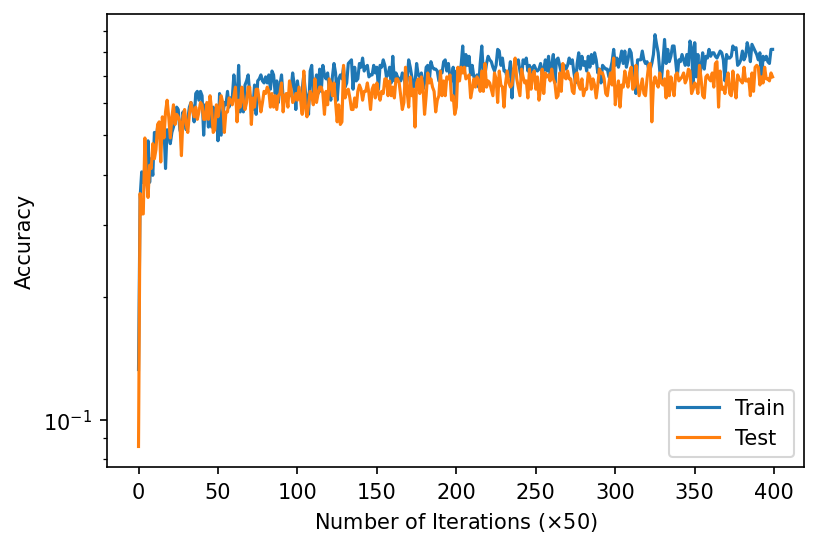 Accuracy
10⁻¹
0 50 100 150 200 250 300 350 400
Number of Iterations (×50)
Train
Test